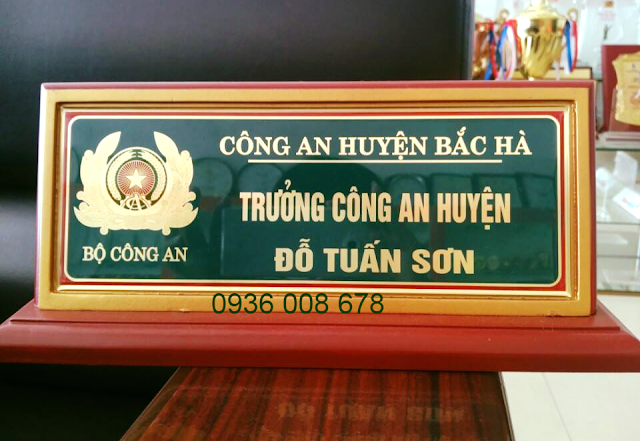 CÔNG AN HUYỆN BẮC HÀ
TRƯỞNG CÔNG AN HUYỆN
ĐỖ TUẤN SƠN
BỘ CÔNG AN
0936 008 678